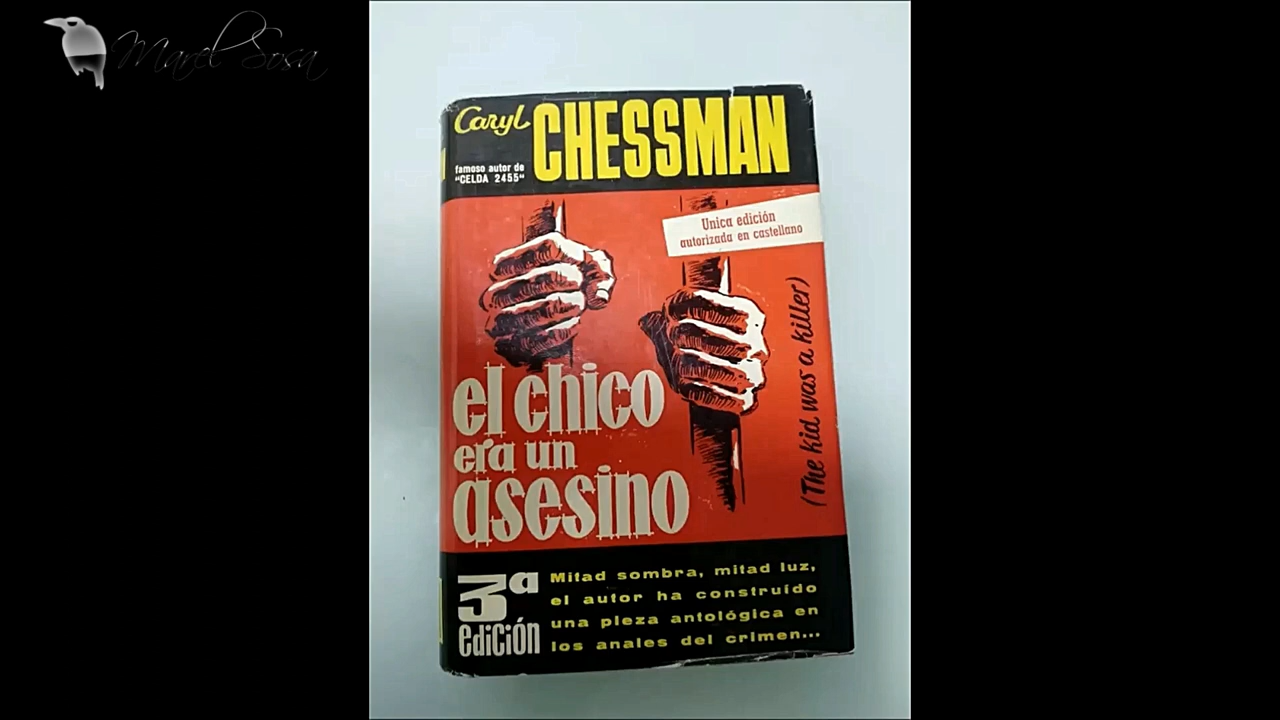 Marel Sosa
Caryl CHESSMAN
famoso autor de
"CELDA 2455"
Unica edición
autorizada en castellano
(The kid was a killer)
el chico
era un
asesino
3ª
edición
Mitad sombra, mitad luz,
el autor ha construído
una pieza antológica en
los anales del crimen...